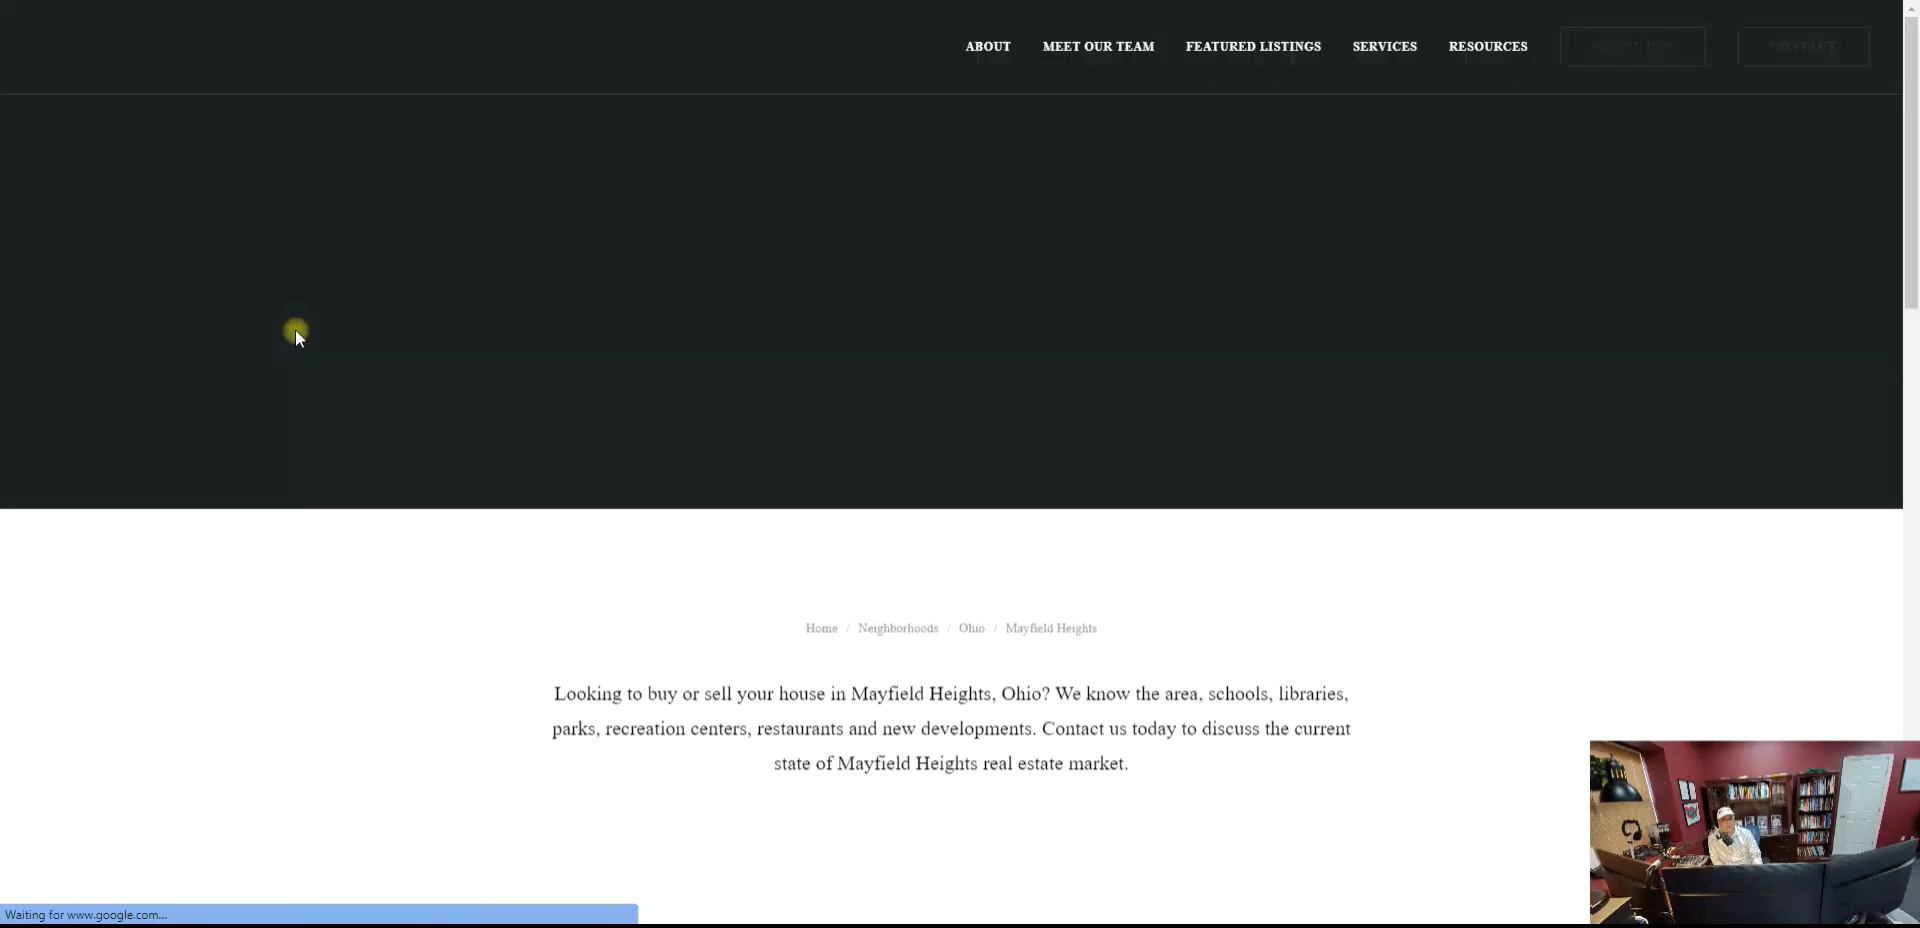 ABOUT
MEET OUR TEAM
FEATURED LISTINGS
SERVICES
RESOURCES
CONTACT
Home / Neighborhoods / Ohio / Mayfield Heights
Looking to buy or sell your house in Mayfield Heights, Ohio? We know the area, schools, libraries,
parks, recreation centers, restaurants and new developments. Contact us today to discuss the current
state of Mayfield Heights real estate market.
Waiting for www.google.com...